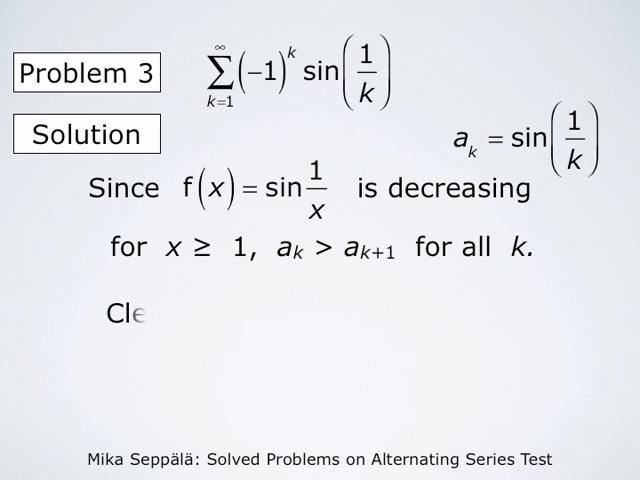 Problem 3
∑_{k=1}^{∞} (−1)^k sin(1/k)
Solution
a_k = sin(1/k)
Since f(x) = sin 1/x is decreasing
for x ≥ 1, a_k > a_{k+1} for all k.
Cle
Mika Seppälä: Solved Problems on Alternating Series Test